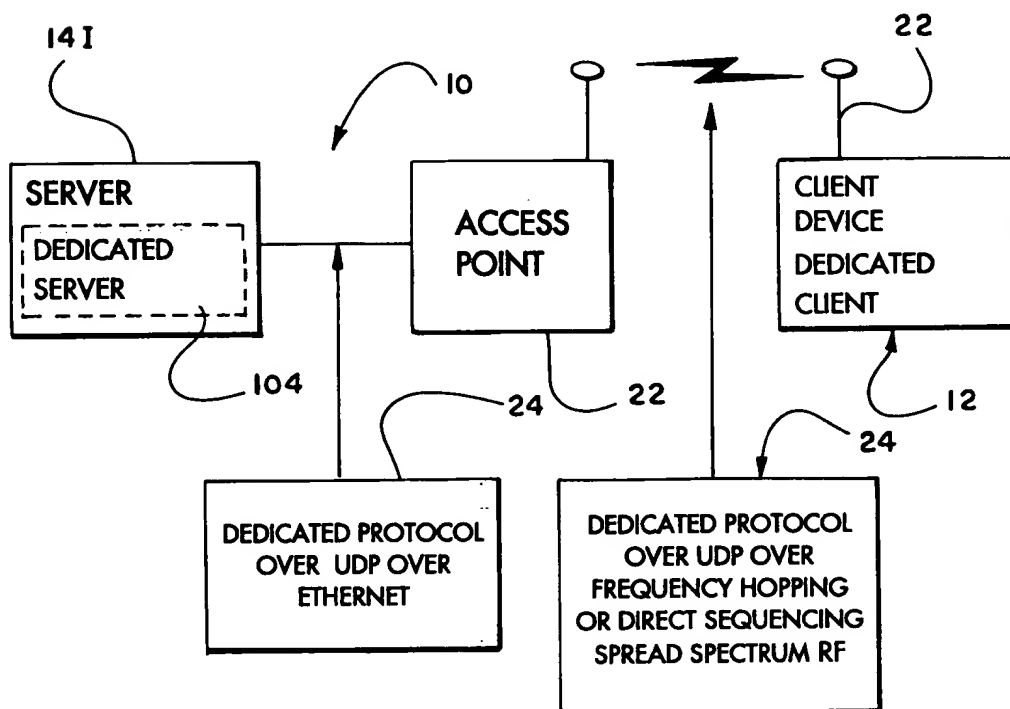 14I
10
22
SERVER
DEDICATED
SERVER
ACCESS
POINT
CLIENT
DEVICE
DEDICATED
CLIENT
104
24
22
12
24
DEDICATED PROTOCOL
OVER UDP OVER
ETHERNET
DEDICATED PROTOCOL
OVER UDP OVER
FREQUENCY HOPPING
OR DIRECT SEQUENCING
SPREAD SPECTRUM RF